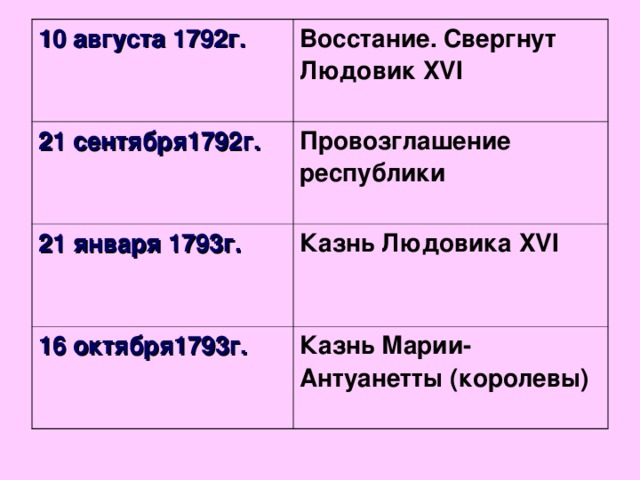 10 августа 1792г.
Восстание. Свергнут
Людовик XVI
21 сентября1792г.
Провозглашение
республики
21 января 1793г.
Казнь Людовика XVI
16 октября1793г.
Казнь Марии-
Антуанетты (королевы)